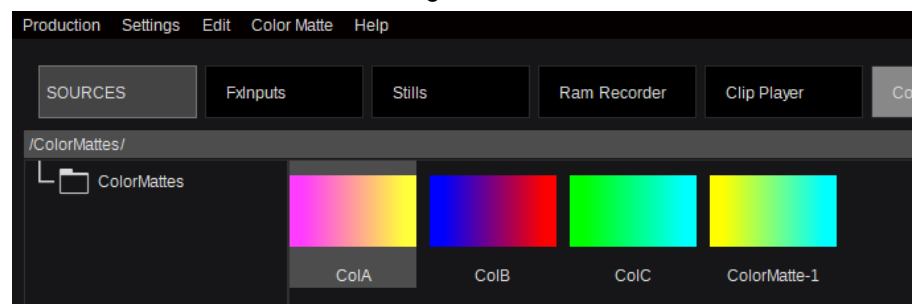 Production Settings Edit Color Matte Help
SOURCES FxInputs Stills Ram Recorder Clip Player Co
/ColorMattes/
ColorMattes
ColA ColB ColC ColorMatte-1